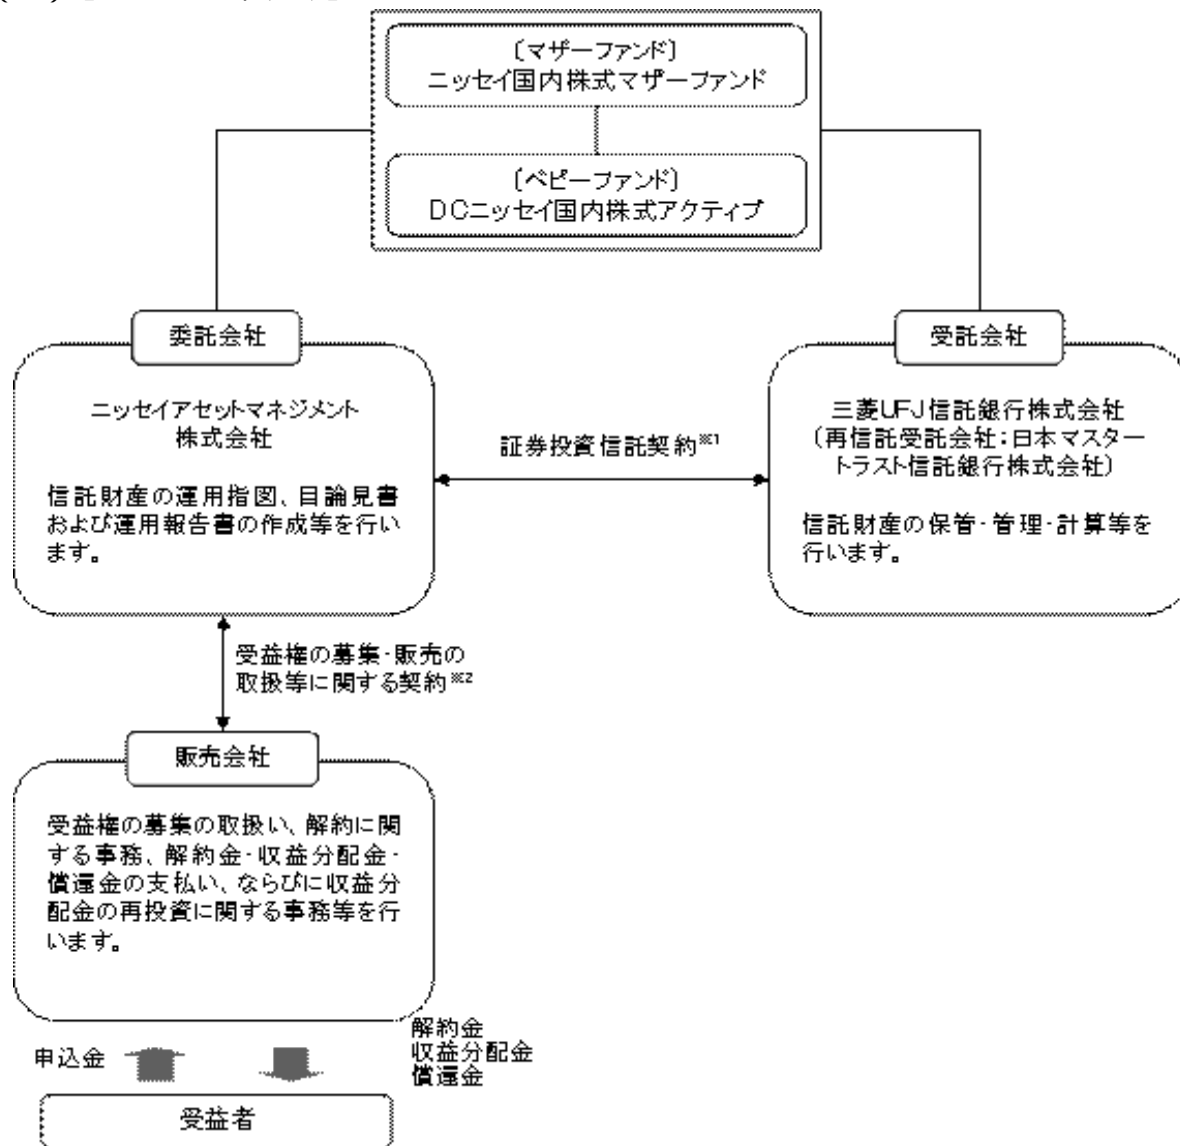 〔マザーファンド〕
ニッセイ国内株式マザーファンド
〔ベビーファンド〕
DCニッセイ国内株式アクティブ
委託会社
受託会社
ニッセイアセットマネジメント
株式会社
信託財産の運用指図、目論見書
および運用報告書の作成等を行い
ます。
証券投資信託契約※1
三菱UFJ信託銀行株式会社
(再信託受託会社：日本マスター
トラスト信託銀行株式会社)
信託財産の保管・管理・計算等を
行います。
受益権の募集・販売の
取扱等に関する契約※2
販売会社
受益権の募集の取扱い、解約に関
する事務、解約金・収益分配金・
償還金の支払い、ならびに収益分
配金の再投資に関する事務等を行
います。
申込金
解約金
収益分配金
償還金
受益者